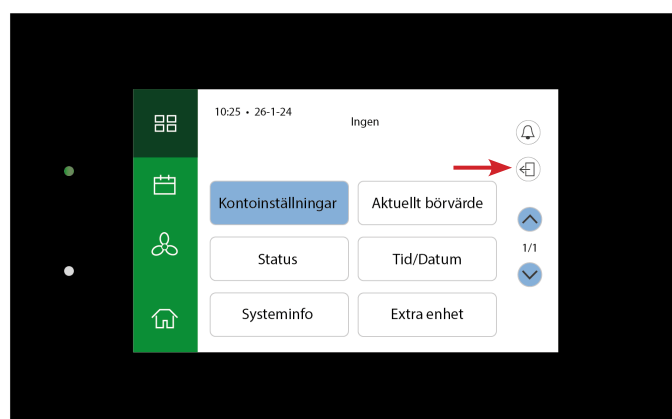 10:25 • 26-1-24
Ingen
Kontoinställningar
Aktuellt börvärde
1/1
Status
Tid/Datum
Systeminfo
Extra enhet